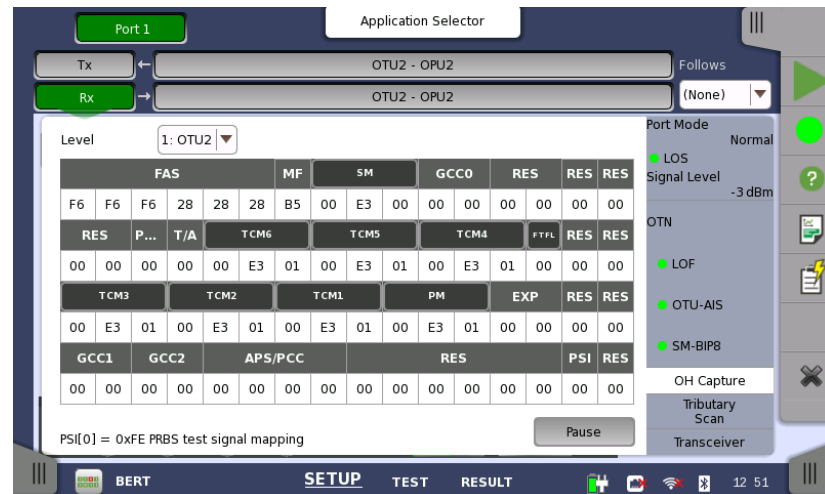 Port 1
Application Selector
Tx
OTU2 - OPU2
Follows
Rx
OTU2 - OPU2
(None)
Level
1: OTU2
FAS MF SM GCC0 RES RES RES
F6 F6 F6 28 28 28 B5 00 E3 00 00 00 00 00 00 00
RES P... T/A TCM6 TCM5 TCM4 FTFL RES RES
00 00 00 00 00 E3 01 00 E3 01 00 E3 01 00 00 00
TCM3 TCM2 TCM1 PM EXP RES RES
00 E3 01 00 E3 01 00 E3 01 00 E3 01 00 00 00 00
GCC1 GCC2 APS/PCC RES PSI RES
00 00 00 00 00 00 00 00 00 00 00 00 00 00 00 00
PSI[0] = 0xFE PRBS test signal mapping
Pause
Port Mode
Normal
LOS
Signal Level
-3 dBm
OTN
LOF
OTU-AIS
SM-BIP8
OH Capture
Tributary
Scan
Transceiver
BERT
SETUP
TEST
RESULT
12 51